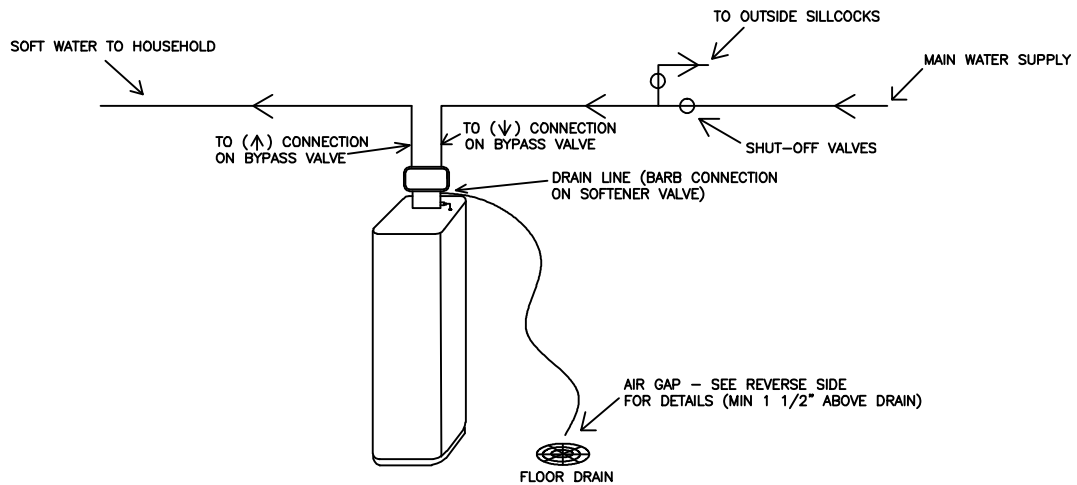 TO OUTSIDE SILLCOCKS
SOFT WATER TO HOUSEHOLD
MAIN WATER SUPPLY
TO (↑) CONNECTION
ON BYPASS VALVE
TO (↓) CONNECTION
ON BYPASS VALVE
SHUT-OFF VALVES
DRAIN LINE (BARB CONNECTION
ON SOFTENER VALVE)
AIR GAP - SEE REVERSE SIDE
FOR DETAILS (MIN 1 1/2" ABOVE DRAIN)
FLOOR DRAIN